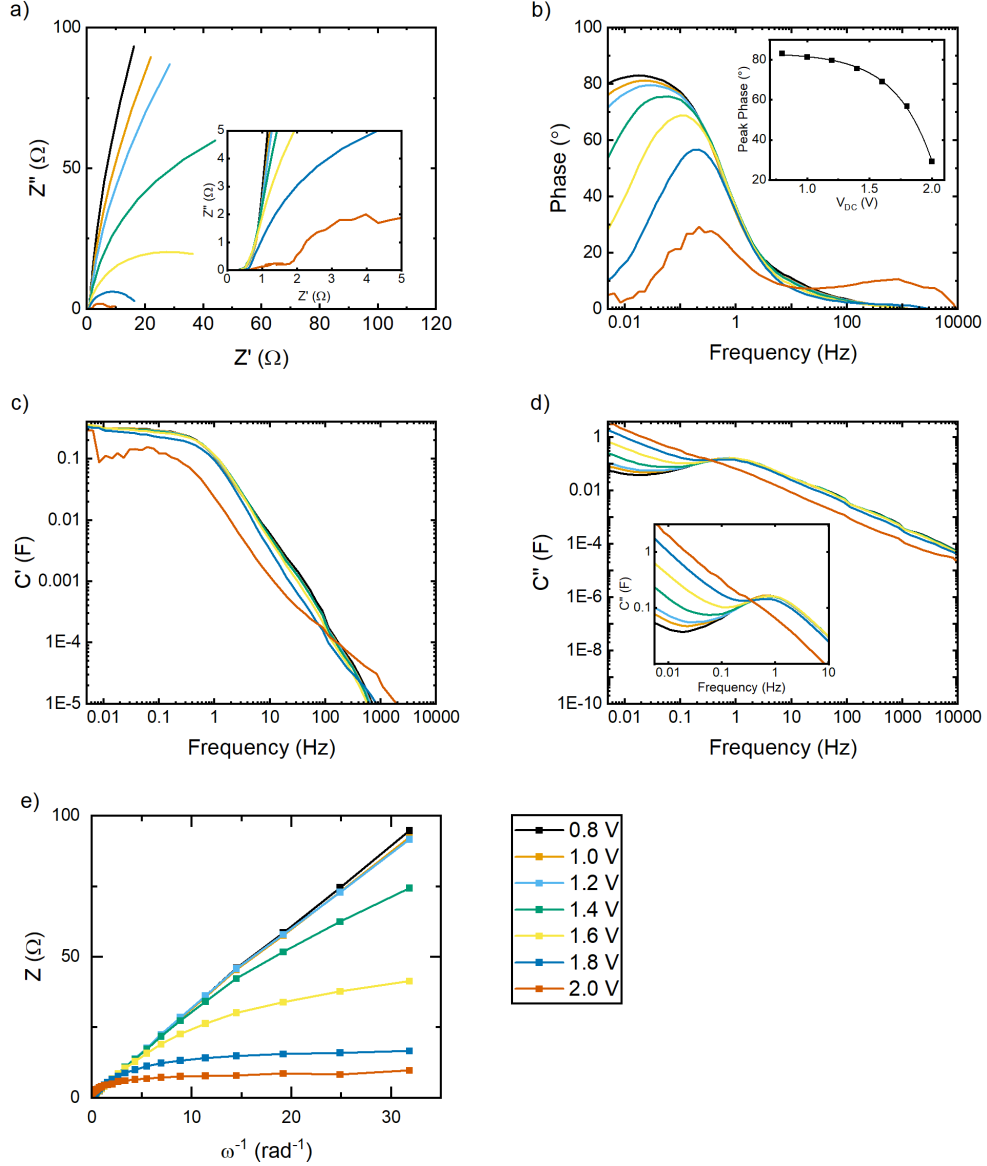 a)
100
50
0
0 20 40 60 80 100 120
Z'' (Ω)
Z' (Ω)
5
4
3
2
1
0
0 1 2 3 4 5
Z'' (Ω)
Z' (Ω)
b)
100
80
60
40
20
0
0.01 1 100 10000
Phase (°)
Frequency (Hz)
80
60
40
20
1.0 1.5 2.0
Peak Phase (°)
V_DC (V)
c)
0.1
0.01
0.001
1E-4
1E-5
0.01 0.1 1 10 100 1000 10000
C' (F)
Frequency (Hz)
d)
1
0.1
0.01
1E-4
1E-6
1E-8
1E-10
0.01 0.1 1 10 100 1000 10000
C'' (F)
Frequency (Hz)
1
0.1
0.01 0.1 1 10
C'' (F)
Frequency (Hz)
e)
100
50
0
0 10 20 30
Z (Ω)
ω⁻¹ (rad⁻¹)
0.8 V
1.0 V
1.2 V
1.4 V
1.6 V
1.8 V
2.0 V